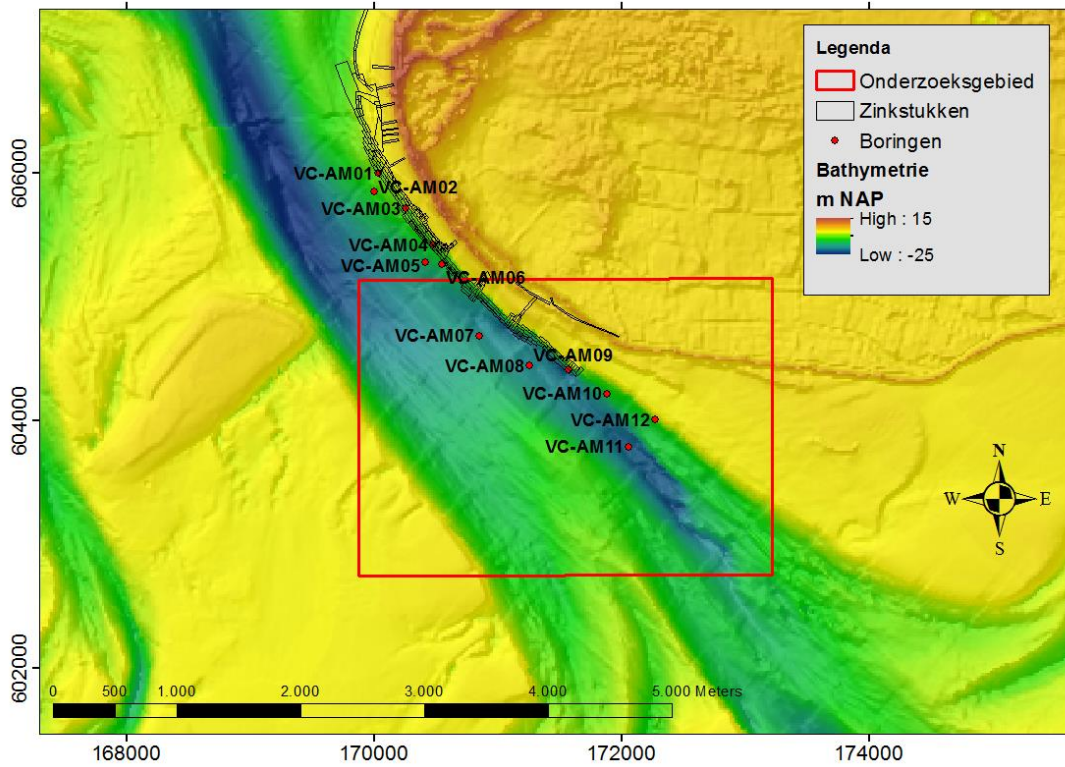 Legenda
Onderzoeksgebied
Zinkstukken
Boringen
Bathymetrie
m NAP
High : 15
Low : -25
606000
604000
602000
VC-AM01
VC-AM02
VC-AM03
VC-AM04
VC-AM05
VC-AM06
VC-AM07
VC-AM08
VC-AM09
VC-AM10
VC-AM12
VC-AM11
N
W
E
S
0 500 1.000 2.000 3.000 4.000 5.000 Meters
168000 170000 172000 174000